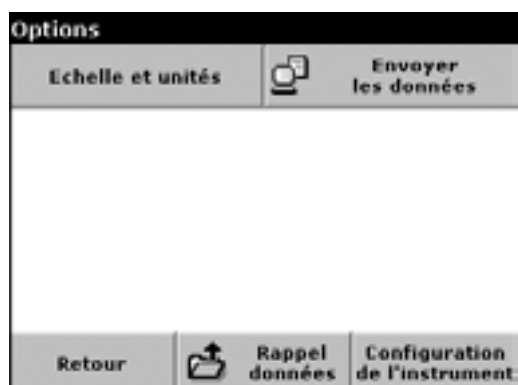 Options
Echelle et unités
Envoyer
les données
Retour
Rappel
données
Configuration
de l'instrument